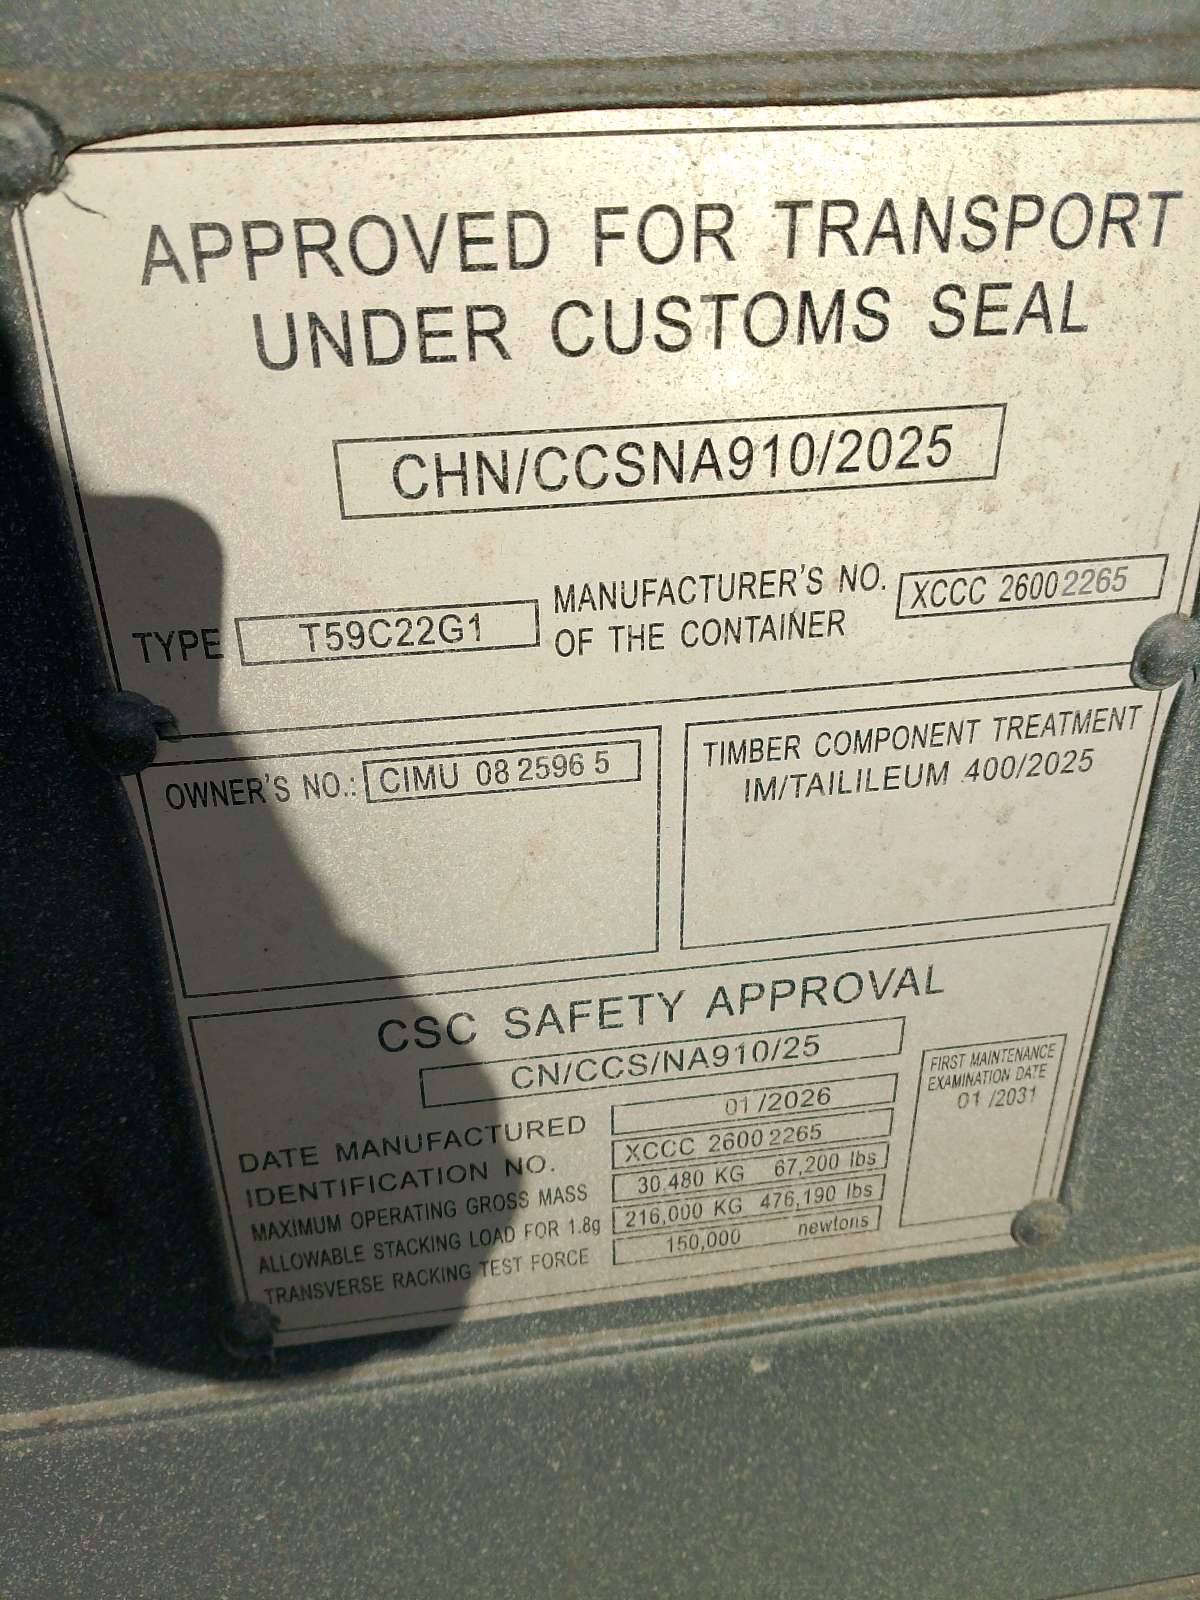 APPROVED FOR TRANSPORT
UNDER CUSTOMS SEAL
CHN/CCSNA910/2025
TYPE T59C22G1
MANUFACTURER'S NO.
OF THE CONTAINER
XCCC 26002265
OWNER'S NO.: CIMU 08 2596 5
TIMBER COMPONENT TREATMENT
IM/TAILILEUM 400/2025
CSC SAFETY APPROVAL
CN/CCS/NA910/25
DATE MANUFACTURED 01 /2026
IDENTIFICATION NO. XCCC 26002265
MAXIMUM OPERATING GROSS MASS 30,480 KG 67,200 lbs
ALLOWABLE STACKING LOAD FOR 1.8g 216,000 KG 476,190 lbs
TRANSVERSE RACKING TEST FORCE 150,000 newtons
FIRST MAINTENANCE
EXAMINATION DATE
01 /2031